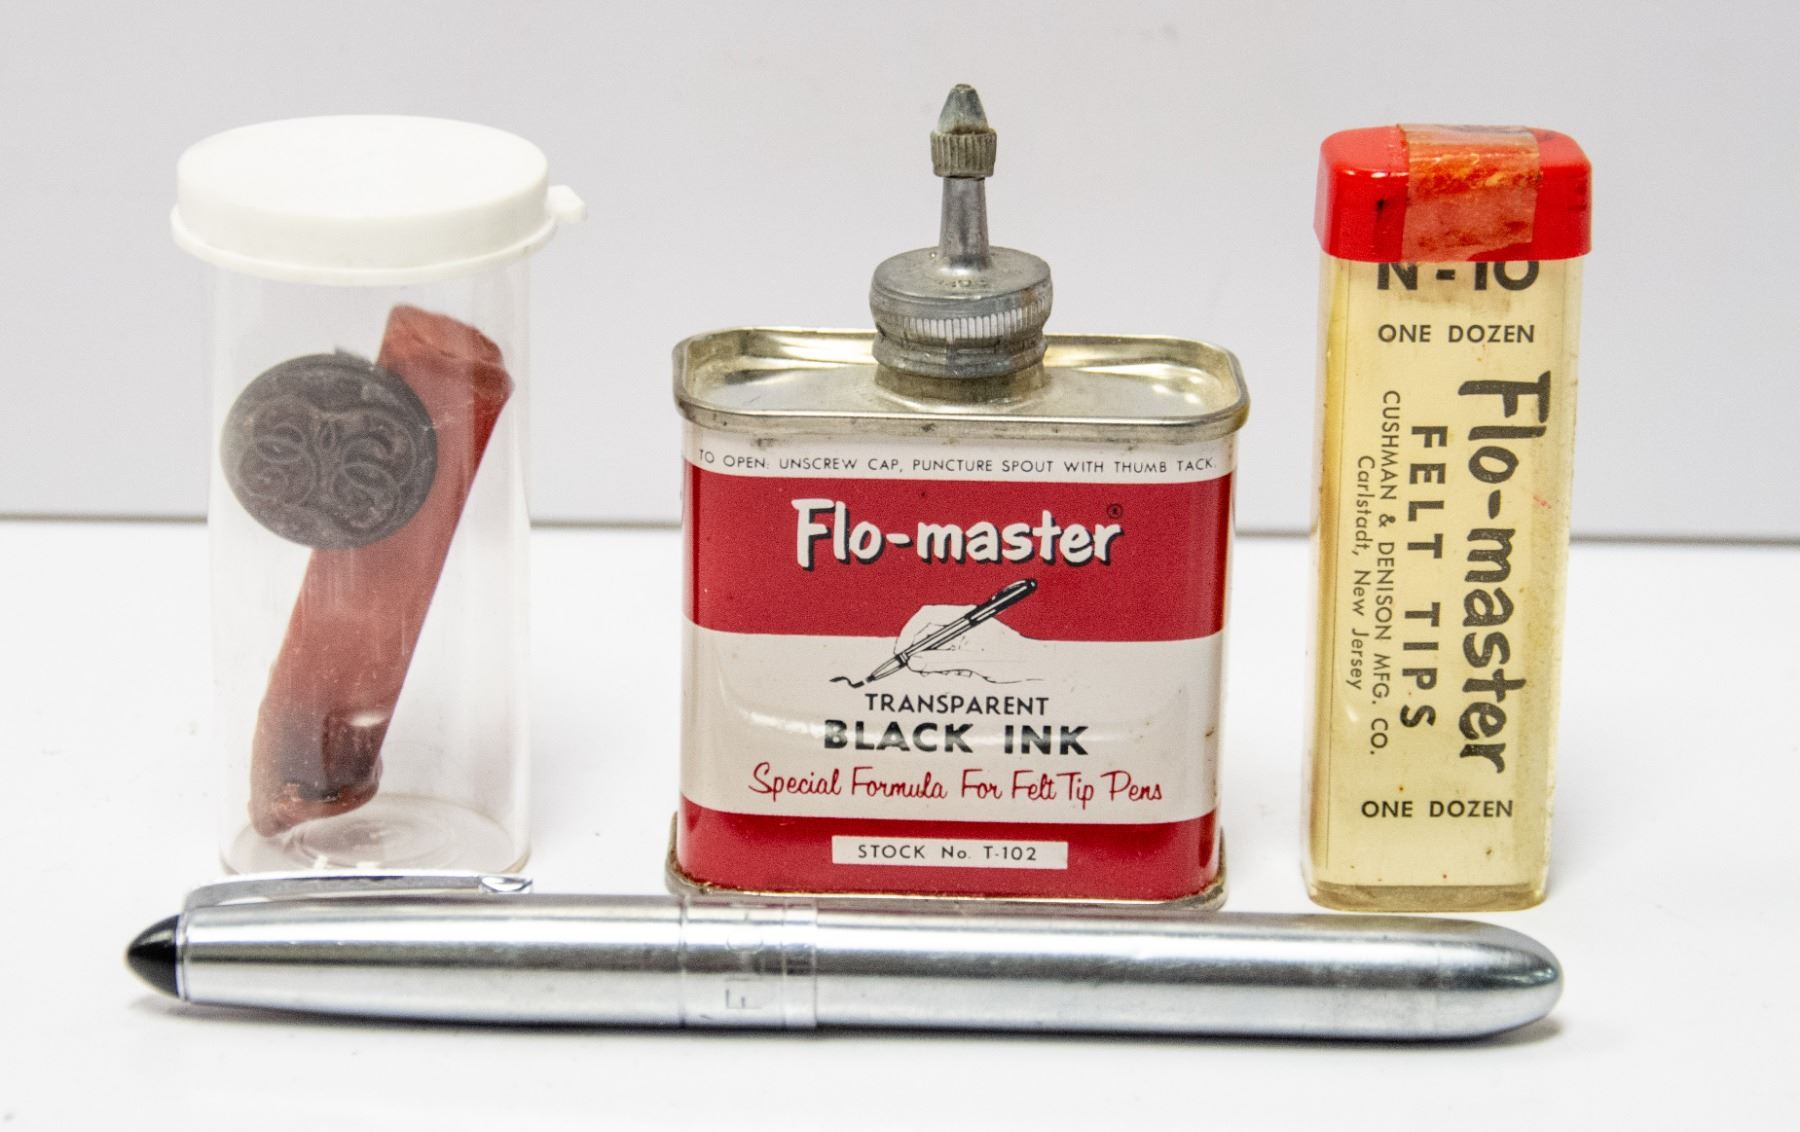 TO OPEN: UNSCREW CAP, PUNCTURE SPOUT WITH THUMB TACK.
Flo-master®
TRANSPARENT
BLACK INK
Special Formula For Felt Tip Pens
STOCK No. T-102
N-10
ONE DOZEN
Flo-master
FELT TIPS
CUSHMAN & DENISON MFG. CO.
Carlstadt, New Jersey
ONE DOZEN